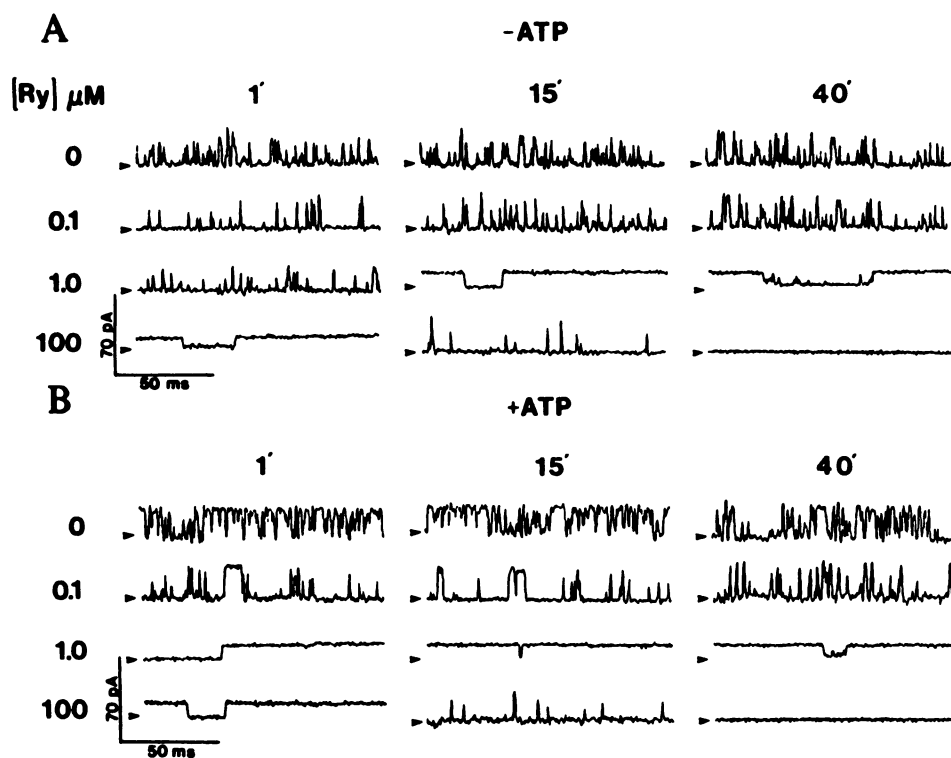 A
-ATP
[Ry] μM 1′ 15′ 40′
0
0.1
1.0
100
70 pA
50 ms
B
+ATP
1′ 15′ 40′
0
0.1
1.0
100
70 pA
50 ms